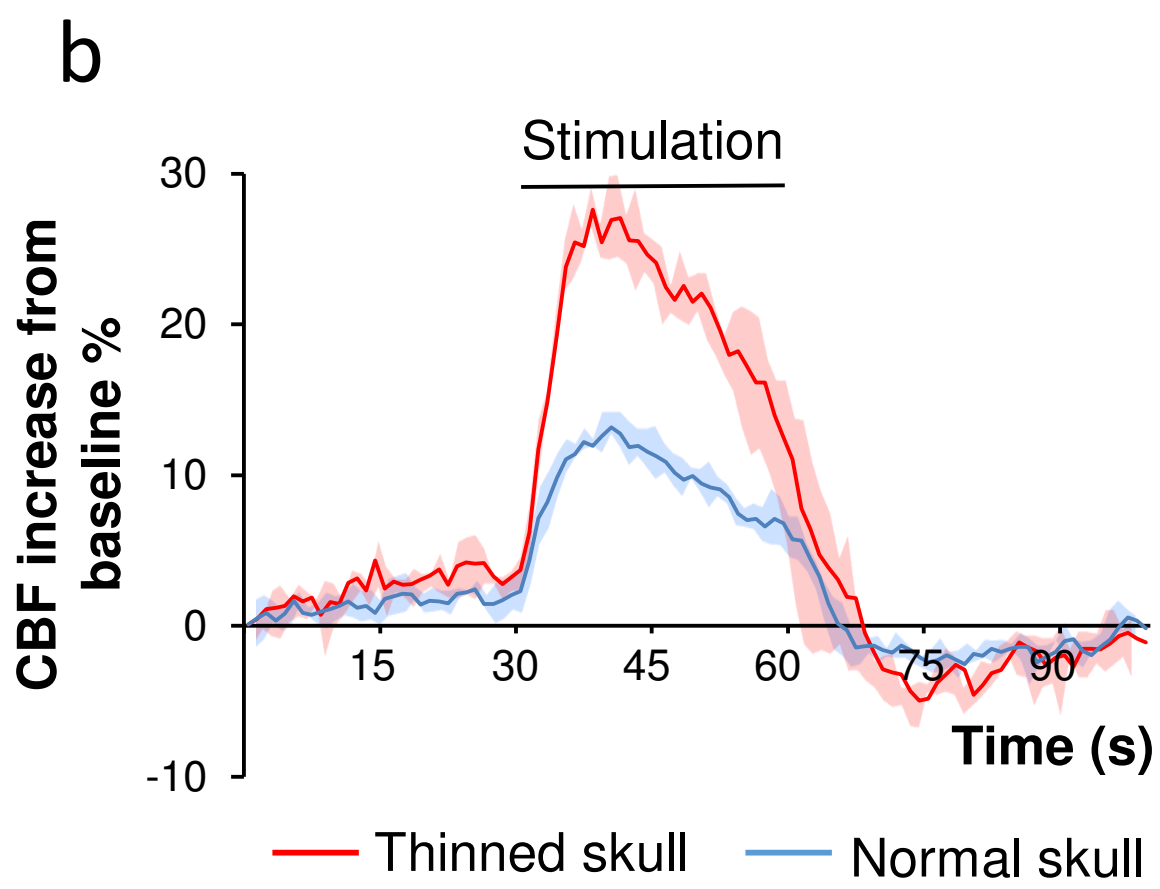 b
Stimulation
30
20
10
0
-10
CBF increase from
baseline %
15 30 45 60 75 90
Time (s)
Thinned skull Normal skull